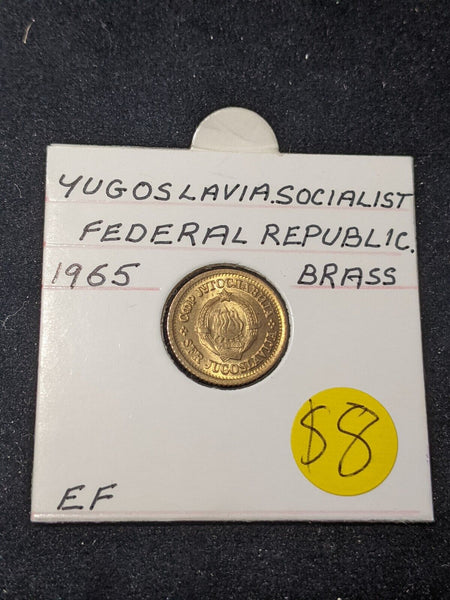 YUGOSLAVIA.SOCIALIST
FEDERAL REPUBLIC.
1965 BRASS
СФР ЈУГОСЛАВИЈА
SFR JUGOSLAVIJA
$8
EF